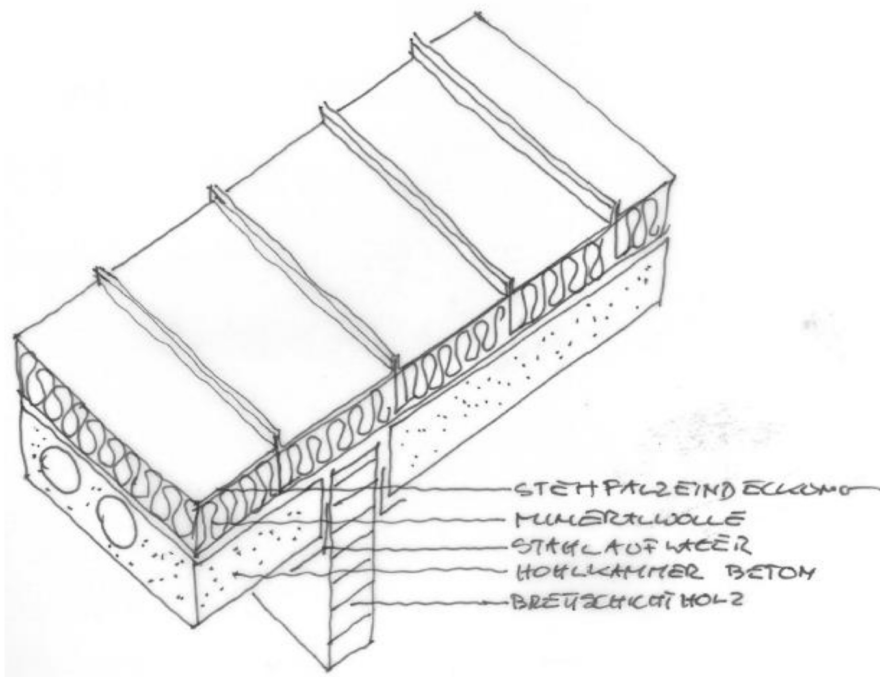 STEHFALZEINDECKUNG
MINERALWOLLE
STAHLAUFLAGER
HOHLKAMMER BETON
BRETTSCHICHTHOLZ